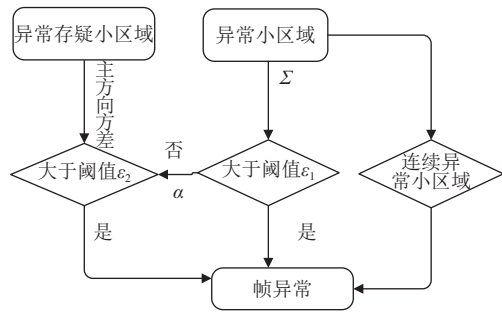 异常存疑小区域
异常小区域
主方向方差
Σ
否
大于阈值ε₂
α
大于阈值ε₁
连续异
常小区域
是
是
帧异常